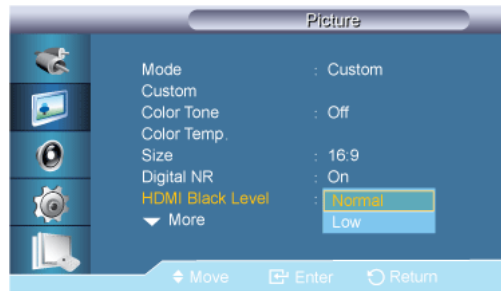 Picture
Mode : Custom
Custom
Color Tone : Off
Color Temp.
Size : 16:9
Digital NR : On
HDMI Black Level : Normal
Low
More
Move Enter Return